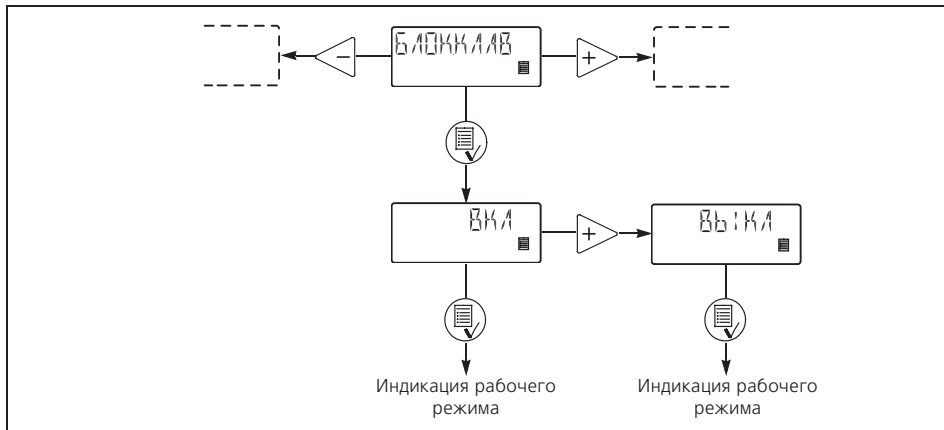 БЛОККЛАВ
− +
ВКЛ + ВЫКЛ
Индикация рабочего Индикация рабочего
режима режима